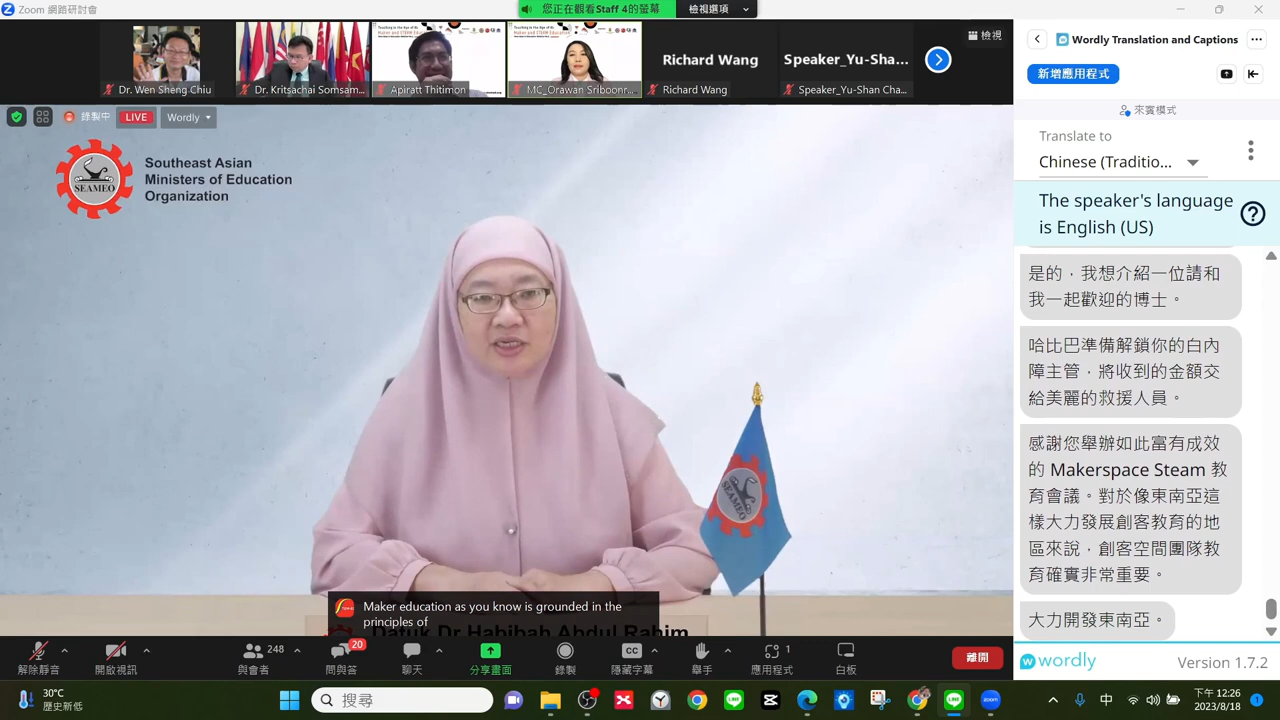 Zoom 網路研討會
您正在觀看Staff 4的螢幕
檢視選項
Dr. Wen Sheng Chiu
Dr. Kritsachai Somsam...
Apiratt Thitimon
MC_Orawan Sriboonr...
Richard Wang
Richard Wang
Speaker_Yu-Sha...
Speaker_Yu-Shan Cha...
檢視
錄製中
LIVE
Wordly
SEAMEO
Southeast Asian
Ministers of Education
Organization
SEAMEO
Maker education as you know is grounded in the
principles of
Datuk Dr Habibah Abdul Rahim
解除靜音
開啟視訊
248
與會者
20
問與答
聊天
分享畫面
錄製
CC
隱藏字幕
舉手
1
應用程式
白板
離開
新增應用程式
來賓模式
Translate to
Chinese (Traditio...
The speaker's language
is English (US)
是的，我想介紹一位請和
我一起歡迎的博士。
哈比巴準備解鎖你的白內
障主管，將收到的金額交
給美麗的救援人員。
感謝您舉辦如此富有成效
的 Makerspace Steam 教
育會議。對於像東南亞這
樣大力發展創客教育的地
區來說，創客空間團隊教
育確實非常重要。
大力開發東南亞。
wordly
Version 1.7.2
30°C
歷史新低
搜尋
中
2023/8/18